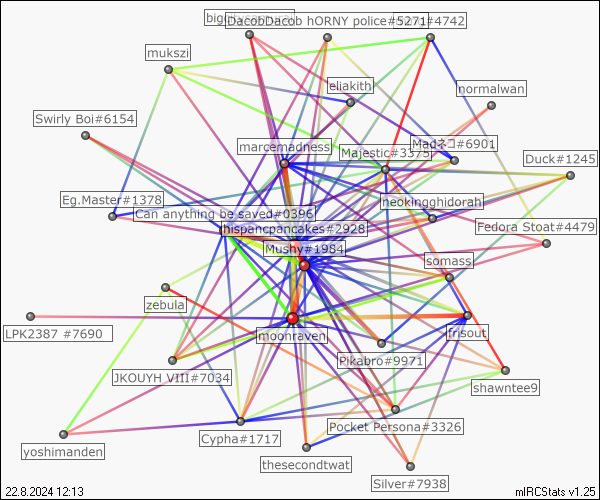 DacobDacob hORNY police#5271#4742
mukszi
eliakith
normalwan
Swirly Boi#6154
marcemadness
Majestic#3375
Madネコ#6901
Duck#1245
Eg.Master#1378
Can anything be saved#0396
neokingghidorah
hispancpancakes#2928
Fedora Stoat#4479
Mushy#1984
somass
zebula
LPK2387 #7690
moonraven
frisout
Pikabro#9971
JKOUYH VIII#7034
shawntee9
Pocket Persona#3326
Cypha#1717
yoshimanden
thesecondtwat
Silver#7938
22.8.2024 12:13
mIRCStats v1.25